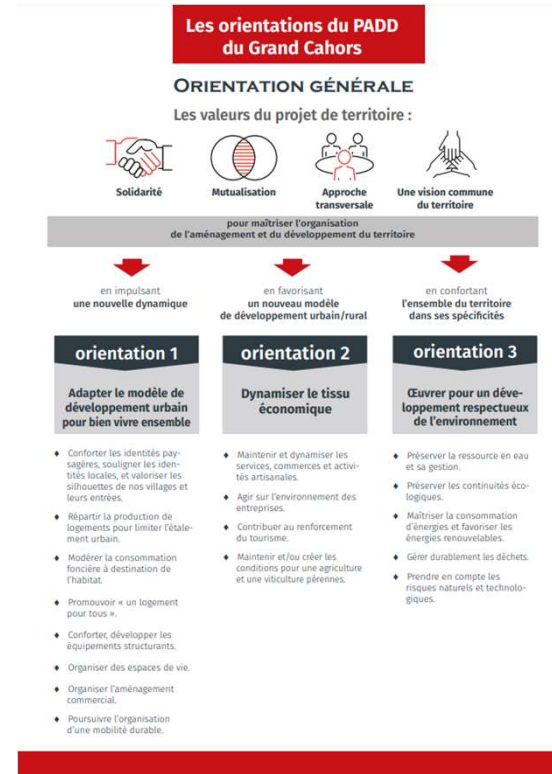 Les orientations du PADD
du Grand Cahors
ORIENTATION GÉNÉRALE
Les valeurs du projet de territoire :
Solidarité
Mutualisation
Approche
transversale
Une vision commune
du territoire
pour maîtriser l'organisation
de l'aménagement et du développement du territoire
en impulsant
une nouvelle dynamique
en favorisant
un nouveau modèle
de développement urbain/rural
en confortant
l'ensemble du territoire
dans ses spécificités
orientation 1
Adapter le modèle de
développement urbain
pour bien vivre ensemble
♦ Conforter les identités pay-
sagères, souligner les iden-
tités locales, et valoriser les
silhouettes de nos villages et
leurs entrées.
♦ Répartir la production de
logements pour limiter l'étale-
ment urbain.
♦ Modérer la consommation
foncière à destination de
l'habitat.
♦ Promouvoir « un logement
pour tous ».
♦ Conforter, développer les
équipements structurants.
♦ Organiser des espaces de vie.
♦ Organiser l'aménagement
commercial.
♦ Poursuivre l'organisation
d'une mobilité durable.
orientation 2
Dynamiser le tissu
économique
♦ Maintenir et dynamiser les
services, commerces et activi-
tés artisanales.
♦ Agir sur l'environnement des
entreprises.
♦ Contribuer au renforcement
du tourisme.
♦ Maintenir et/ou créer les
conditions pour une agriculture
et une viticulture pérennes.
orientation 3
Œuvrer pour un déve-
loppement respectueux
de l'environnement
♦ Préserver la ressource en eau
et sa gestion.
♦ Préserver les continuités éco-
logiques.
♦ Maîtriser la consommation
d'énergies et favoriser les
énergies renouvelables.
♦ Gérer durablement les déchets.
♦ Prendre en compte les
risques naturels et technolo-
giques.